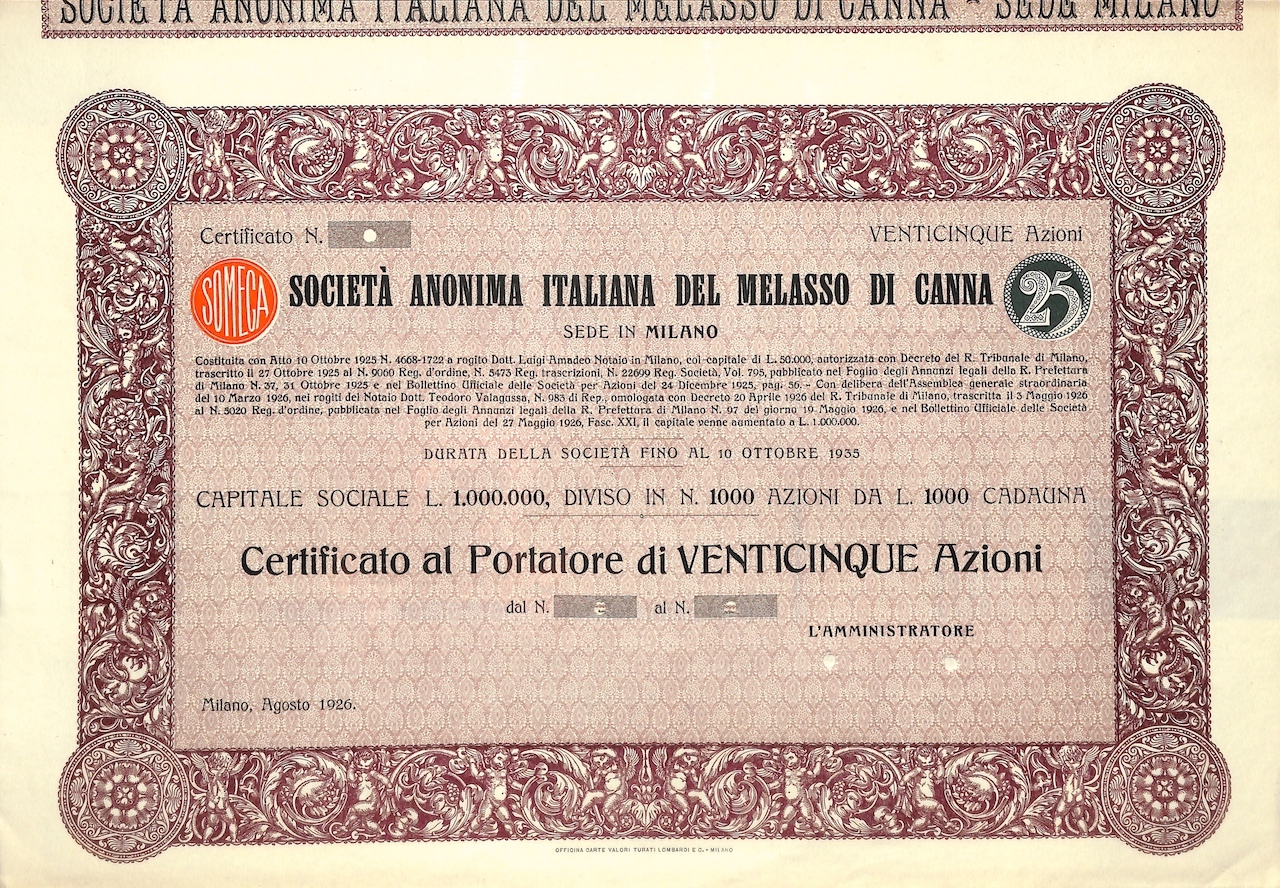 SOCIETÀ ANONIMA ITALIANA DEL MELASSO DI CANNA - SEDE MILANO
Certificato N.
VENTICINQUE Azioni
SOMECA
SOCIETÀ ANONIMA ITALIANA DEL MELASSO DI CANNA
25
SEDE IN MILANO
Costituita con Atto 10 Ottobre 1925 N. 4668-1722 a rogito Dott. Luigi Amadeo Notaio in Milano, col capitale di L. 50.000, autorizzata con Decreto del R. Tribunale di Milano,
trascritto il 27 Ottobre 1925 al N. 9060 Reg. d'ordine, N. 5473 Reg. trascrizioni, N. 22699 Reg. Società, Vol. 795, pubblicato nel Foglio degli Annunzi legali della R. Prefettura
di Milano N. 37, 31 Ottobre 1925 e nel Bollettino Ufficiale delle Società per Azioni del 24 Dicembre 1925, pag. 56. - Con delibera dell'Assemblea generale straordinaria
del 10 Marzo 1926, nei rogiti del Notaio Dott. Teodoro Valagussa, N. 983 di Rep., omologata con Decreto 20 Aprile 1926 del R. Tribunale di Milano, trascritta il 3 Maggio 1926
al N. 5020 Reg. d'ordine, pubblicata nel Foglio degli Annunzi legali della R. Prefettura di Milano N. 97 del giorno 19 Maggio 1926, e nel Bollettino Ufficiale delle Società
per Azioni del 27 Maggio 1926, Fasc. XXI, il capitale venne aumentato a L. 1.000.000.
DURATA DELLA SOCIETÀ FINO AL 10 OTTOBRE 1935
CAPITALE SOCIALE L. 1.000.000, DIVISO IN N. 1000 AZIONI DA L. 1000 CADAUNA
Certificato al Portatore di VENTICINQUE Azioni
dal N. al N.
L'AMMINISTRATORE
Milano, Agosto 1926.
OFFICINA CARTE VALORI TURATI LOMBARDI E C. - MILANO